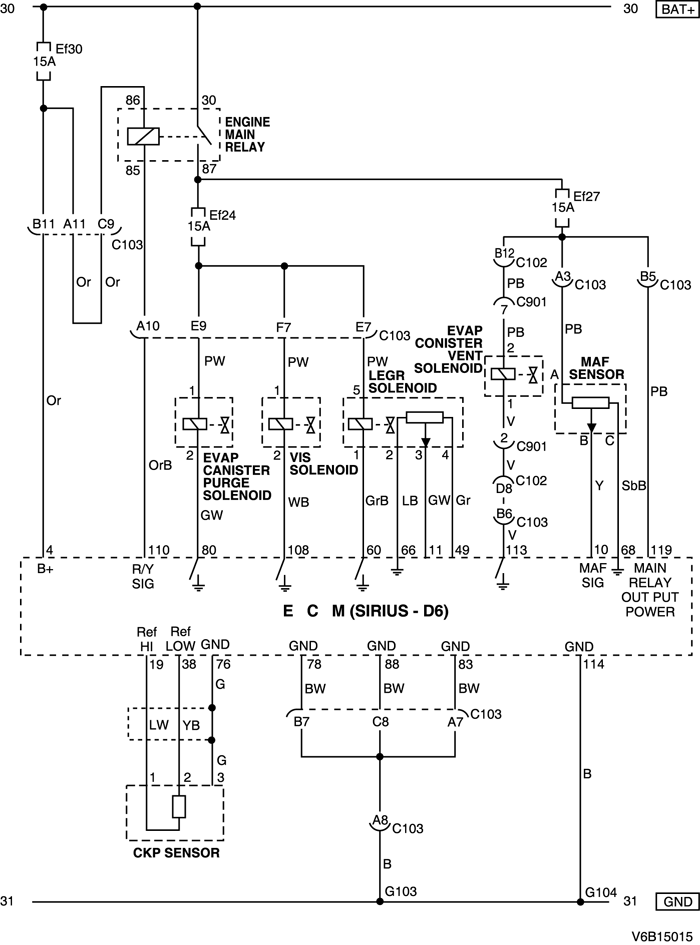 30
30 BAT+
Ef30
15A
86 30
ENGINE
MAIN
RELAY
85 87
Ef27
15A
Ef24
15A
B11 A11 C9
C103
Or Or
B12
C102
A3
C103
B5
C103
PB
7
C901
A10 E9 F7 E7
C103
EVAP
CONISTER
VENT
SOLENOID
PB
2
PB
MAF
SENSOR
PW PW PW
LEGR
SOLENOID
1 1 5
A
PB
Or
1
V
2 2 1 2 3 4
EVAP
CANISTER
PURGE
SOLENOID
VIS
SOLENOID
2
C901
B C
V
OrB
D8
C102
GW WB GrB LB GW Gr
Y SbB
B6
C103
V
4 110 80 108 60 66 11 49 113 10 68 119
B+
R/Y
SIG
MAF
SIG
MAIN
RELAY
OUT PUT
POWER
E C M (SIRIUS - D6)
Ref
HI
Ref
LOW
GND GND GND GND GND
19 38 76 78 88 83 114
G
BW BW BW
LW YB
B7 C8 A7
C103
G
1 2 3
B
A8
C103
CKP SENSOR
B
G103
G104
31
31 GND
V6B15015